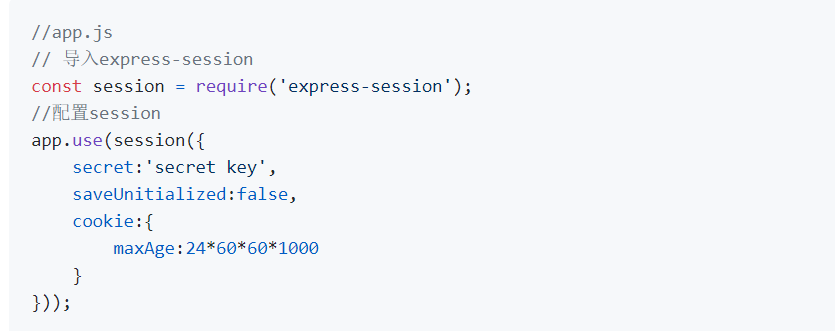 //app.js
// 导入express-session
const session = require('express-session');
//配置session
app.use(session({
    secret:'secret key',
    saveUnitialized:false,
    cookie:{
        maxAge:24*60*60*1000
    }
}));